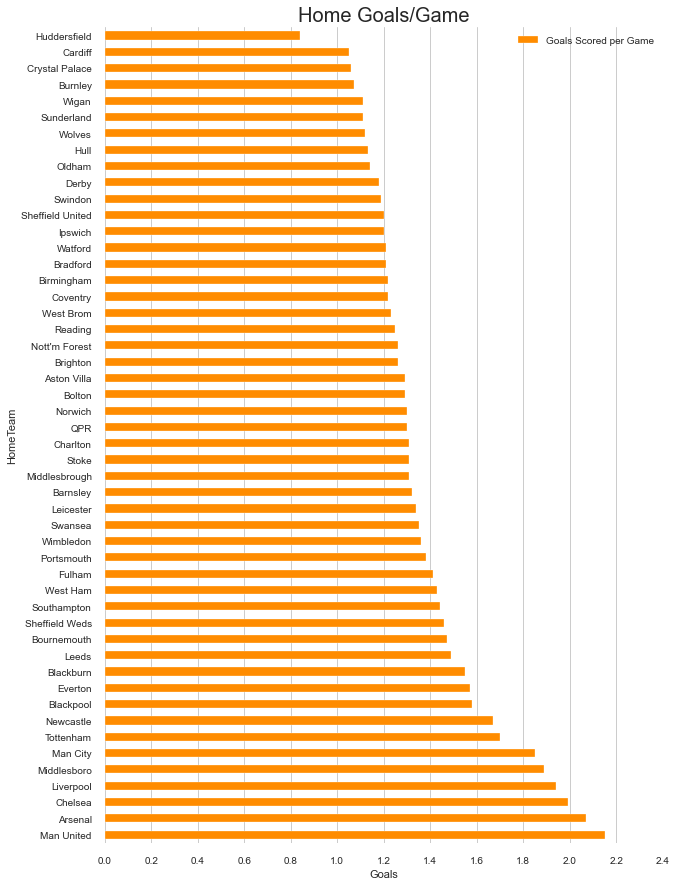 Home Goals/Game
Goals Scored per Game
Huddersfield
Cardiff
Crystal Palace
Burnley
Wigan
Sunderland
Wolves
Hull
Oldham
Derby
Swindon
Sheffield United
Ipswich
Watford
Bradford
Birmingham
Coventry
West Brom
Reading
Nott'm Forest
Brighton
Aston Villa
Bolton
Norwich
QPR
Charlton
Stoke
Middlesbrough
Barnsley
Leicester
Swansea
Wimbledon
Portsmouth
Fulham
West Ham
Southampton
Sheffield Weds
Bournemouth
Leeds
Blackburn
Everton
Blackpool
Newcastle
Tottenham
Man City
Middlesboro
Liverpool
Chelsea
Arsenal
Man United
HomeTeam
0.0 0.2 0.4 0.6 0.8 1.0 1.2 1.4 1.6 1.8 2.0 2.2 2.4
Goals